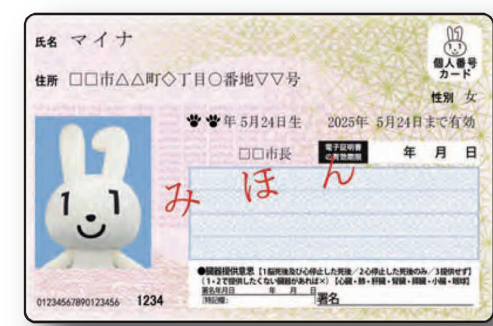 氏名 マイナ
個人番号
カード
住所 □□市△△町◇丁目○番地▽▽号
性別 女
年 5月24日生 2025年 5月24日まで有効
□□市長 電子証明書の有効期限 年 月 日
みほん
1 1
●臓器提供意思【1脳死後及び心停止した死後/2心停止した死後のみ/3提供せず】
(1・2で提供したくない臓器があれば×)【心臓・肺・肝臓・腎臓・膵臓・小腸・眼球】
署名年月日 年 月 日
[特記欄: ] 署名
01234567890123456 1234